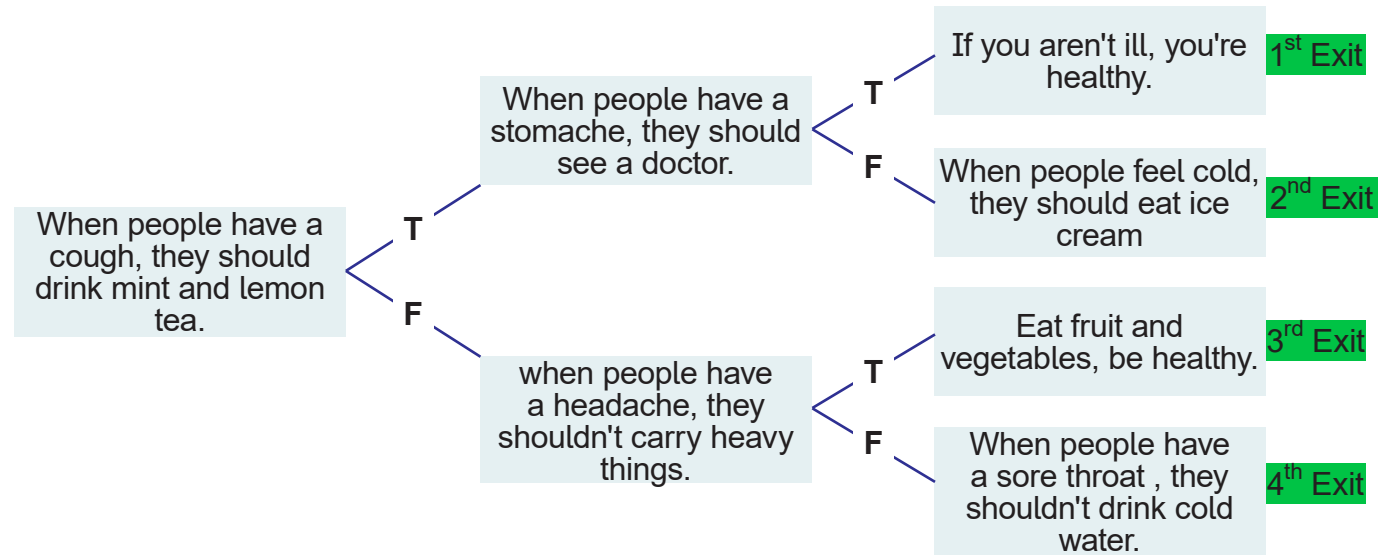 When people have a
cough, they should
drink mint and lemon
tea.
T
F
When people have a
stomache, they should
see a doctor.
when people have
a headache, they
shouldn't carry heavy
things.
T
F
T
F
If you aren't ill, you're
healthy.
1st Exit
When people feel cold,
they should eat ice
cream
2nd Exit
Eat fruit and
vegetables, be healthy.
3rd Exit
When people have
a sore throat , they
shouldn't drink cold
water.
4th Exit